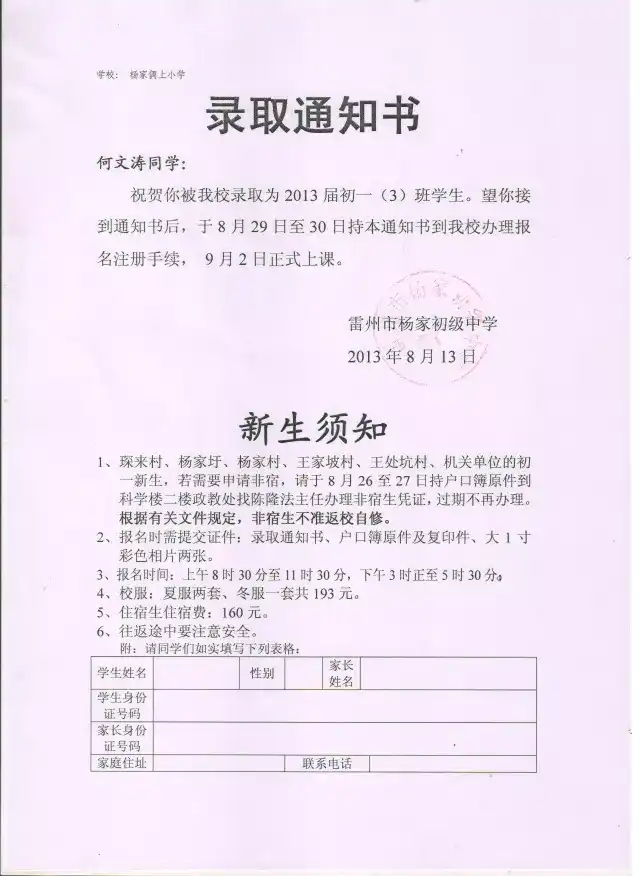 学校： 杨家倜上小学
录取通知书
何文涛同学：
祝贺你被我校录取为 2013 届初一（3）班学生。望你接
到通知书后，于 8 月 29 日至 30 日持本通知书到我校办理报
名注册手续， 9 月 2 日正式上课。
雷州市杨家初级中学
2013 年 8 月 13 日
新生须知
1、琛来村、杨家圩、杨家村、王家坡村、王处坑村、机关单位的初
一新生，若需要申请非宿，请于 8 月 26 至 27 日持户口簿原件到
科学楼二楼政教处找陈隆法主任办理非宿生凭证，过期不再办理。
根据有关文件规定，非宿生不准返校自修。
2、报名时需提交证件：录取通知书、户口簿原件及复印件、大 1 寸
彩色相片两张。
3、报名时间：上午 8 时 30 分至 11 时 30 分，下午 3 时正至 5 时 30 分。
4、校服：夏服两套、冬服一套共 193 元。
5、住宿生住宿费：160 元。
6、往返途中要注意安全。
附：请同学们如实填写下列表格：
学生姓名 性别 家长
姓名
学生身份
证号码
家长身份
证号码
家庭住址 联系电话